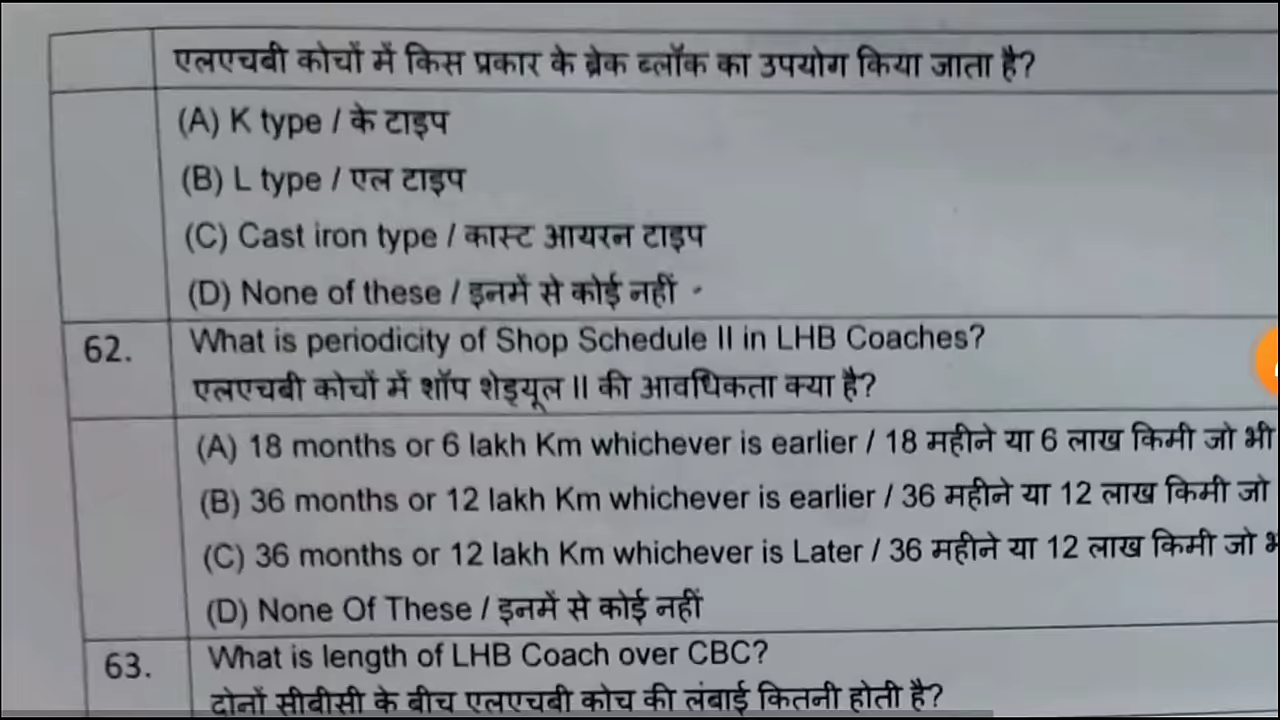 एलएचबी कोचों में किस प्रकार के ब्रेक ब्लॉक का उपयोग किया जाता है?
(A) K type / के टाइप
(B) L type / एल टाइप
(C) Cast iron type / कास्ट आयरन टाइप
(D) None of these / इनमें से कोई नहीं
62. What is periodicity of Shop Schedule II in LHB Coaches?
एलएचबी कोचों में शॉप शेड्यूल II की आवधिकता क्या है?
(A) 18 months or 6 lakh Km whichever is earlier / 18 महीने या 6 लाख किमी जो भी
(B) 36 months or 12 lakh Km whichever is earlier / 36 महीने या 12 लाख किमी जो
(C) 36 months or 12 lakh Km whichever is Later / 36 महीने या 12 लाख किमी जो
(D) None Of These / इनमें से कोई नहीं
63. What is length of LHB Coach over CBC?
दोनों सीबीसी के बीच एलएचबी कोच की लंबाई कितनी होती है?